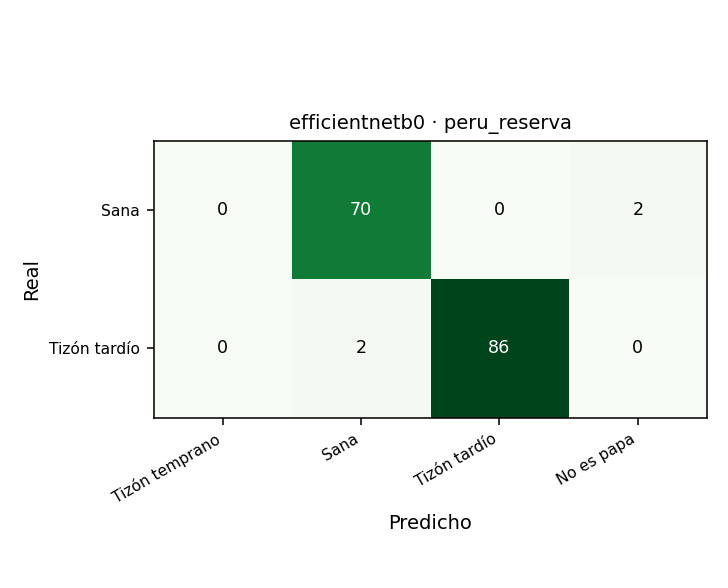 efficientnetb0 · peru_reserva
Real
Sana
0
70
0
2
Tizón tardío
0
2
86
0
Tizón temprano
Sana
Tizón tardío
No es papa
Predicho